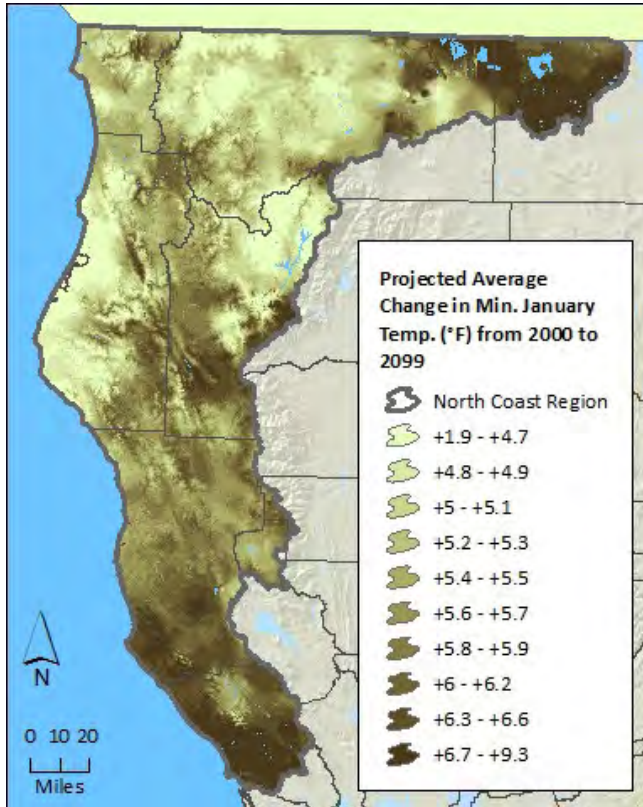 Projected Average
Change in Min. January
Temp. (°F) from 2000 to
2099
North Coast Region
+1.9 - +4.7
+4.8 - +4.9
+5 - +5.1
+5.2 - +5.3
+5.4 - +5.5
+5.6 - +5.7
+5.8 - +5.9
+6 - +6.2
+6.3 - +6.6
+6.7 - +9.3
N
0 10 20
Miles